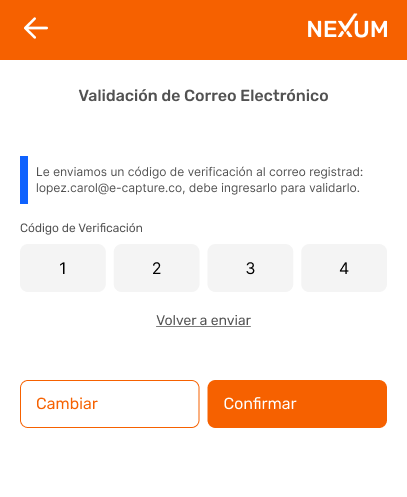 NEXUM
Validación de Correo Electrónico
Le enviamos un código de verificación al correo registrad:
lopez.carol@e-capture.co, debe ingresarlo para validarlo.
Código de Verificación
1 2 3 4
Volver a enviar
Cambiar Confirmar